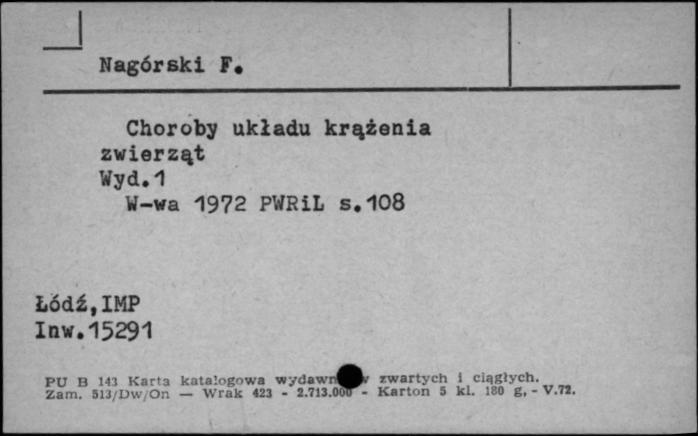 Nagórski F.
Choroby układu krążenia
zwierząt
Wyd.1
W-wa 1972 PWRiL s.108
Łódź,IMP
Inw.15291
PU B 143 Karta katalogowa zwartych i ciągłych.
Zam. 513/Dw/On — Wrak 423 - 2.713.000 - Karton 5 kl. 180 g, - V.72.